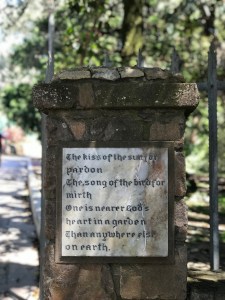 The kiss of the sun for
pardon
The song of the bird for
mirth
One is nearer God's
heart in a garden
Than anywhere else
on earth.